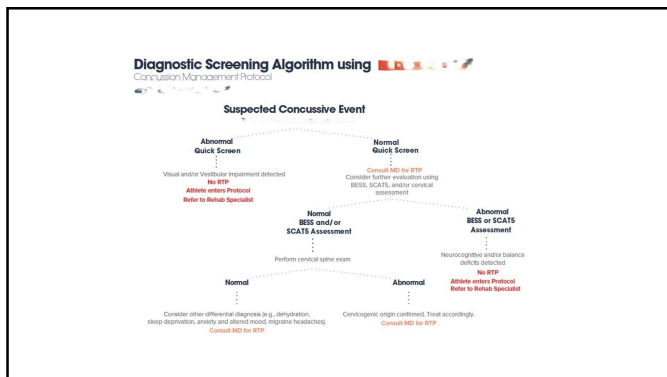 Diagnostic Screening Algorithm using
Concussion Management Protocol
Suspected Concussive Event
Abnormal
Quick Screen
Normal
Quick Screen
Visual and/or Vestibular impairment detected
No RTP
Athlete enters Protocol
Refer to Rehab Specialist
Consult MD for RTP
Consider further evaluation using
BESS, SCAT5, and/or cervical
assessment
Normal
BESS and/or
SCAT5 Assessment
Abnormal
BESS or SCAT5
Assessment
Perform cervical spine exam
Neurocognitive and/or balance
deficits detected
No RTP
Athlete enters Protocol
Refer to Rehab Specialist
Normal
Abnormal
Consider other differential diagnosis (e.g., dehydration,
sleep deprivation, anxiety and altered mood, migraine headaches).
Consult MD for RTP
Cervicogenic origin confirmed. Treat accordingly.
Consult MD for RTP